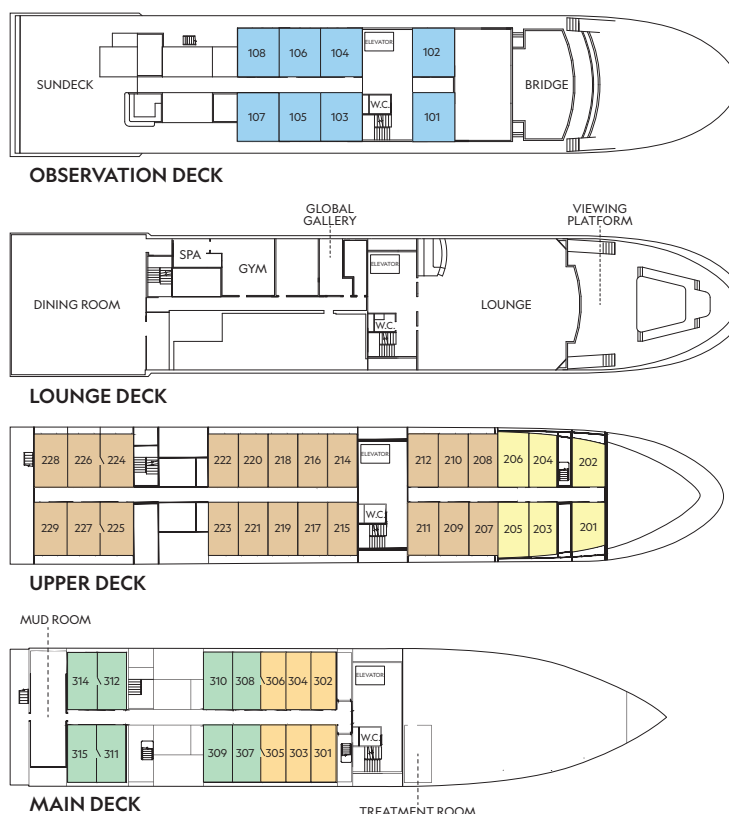 108 106 104 ELEVATOR 102
SUNDECK BRIDGE
W.C.
107 105 103 101
OBSERVATION DECK
GLOBAL
GALLERY
VIEWING
PLATFORM
SPA
GYM
ELEVATOR
DINING ROOM LOUNGE
W.C.
LOUNGE DECK
228 226 224 222 220 218 216 214 ELEVATOR 212 210 208 206 204 202
W.C.
229 227 225 223 221 219 217 215 211 209 207 205 203 201
UPPER DECK
MUD ROOM
314 312 310 308 306 304 302 ELEVATOR
W.C.
315 311 309 307 305 303 301
MAIN DECK
TREATMENT ROOM